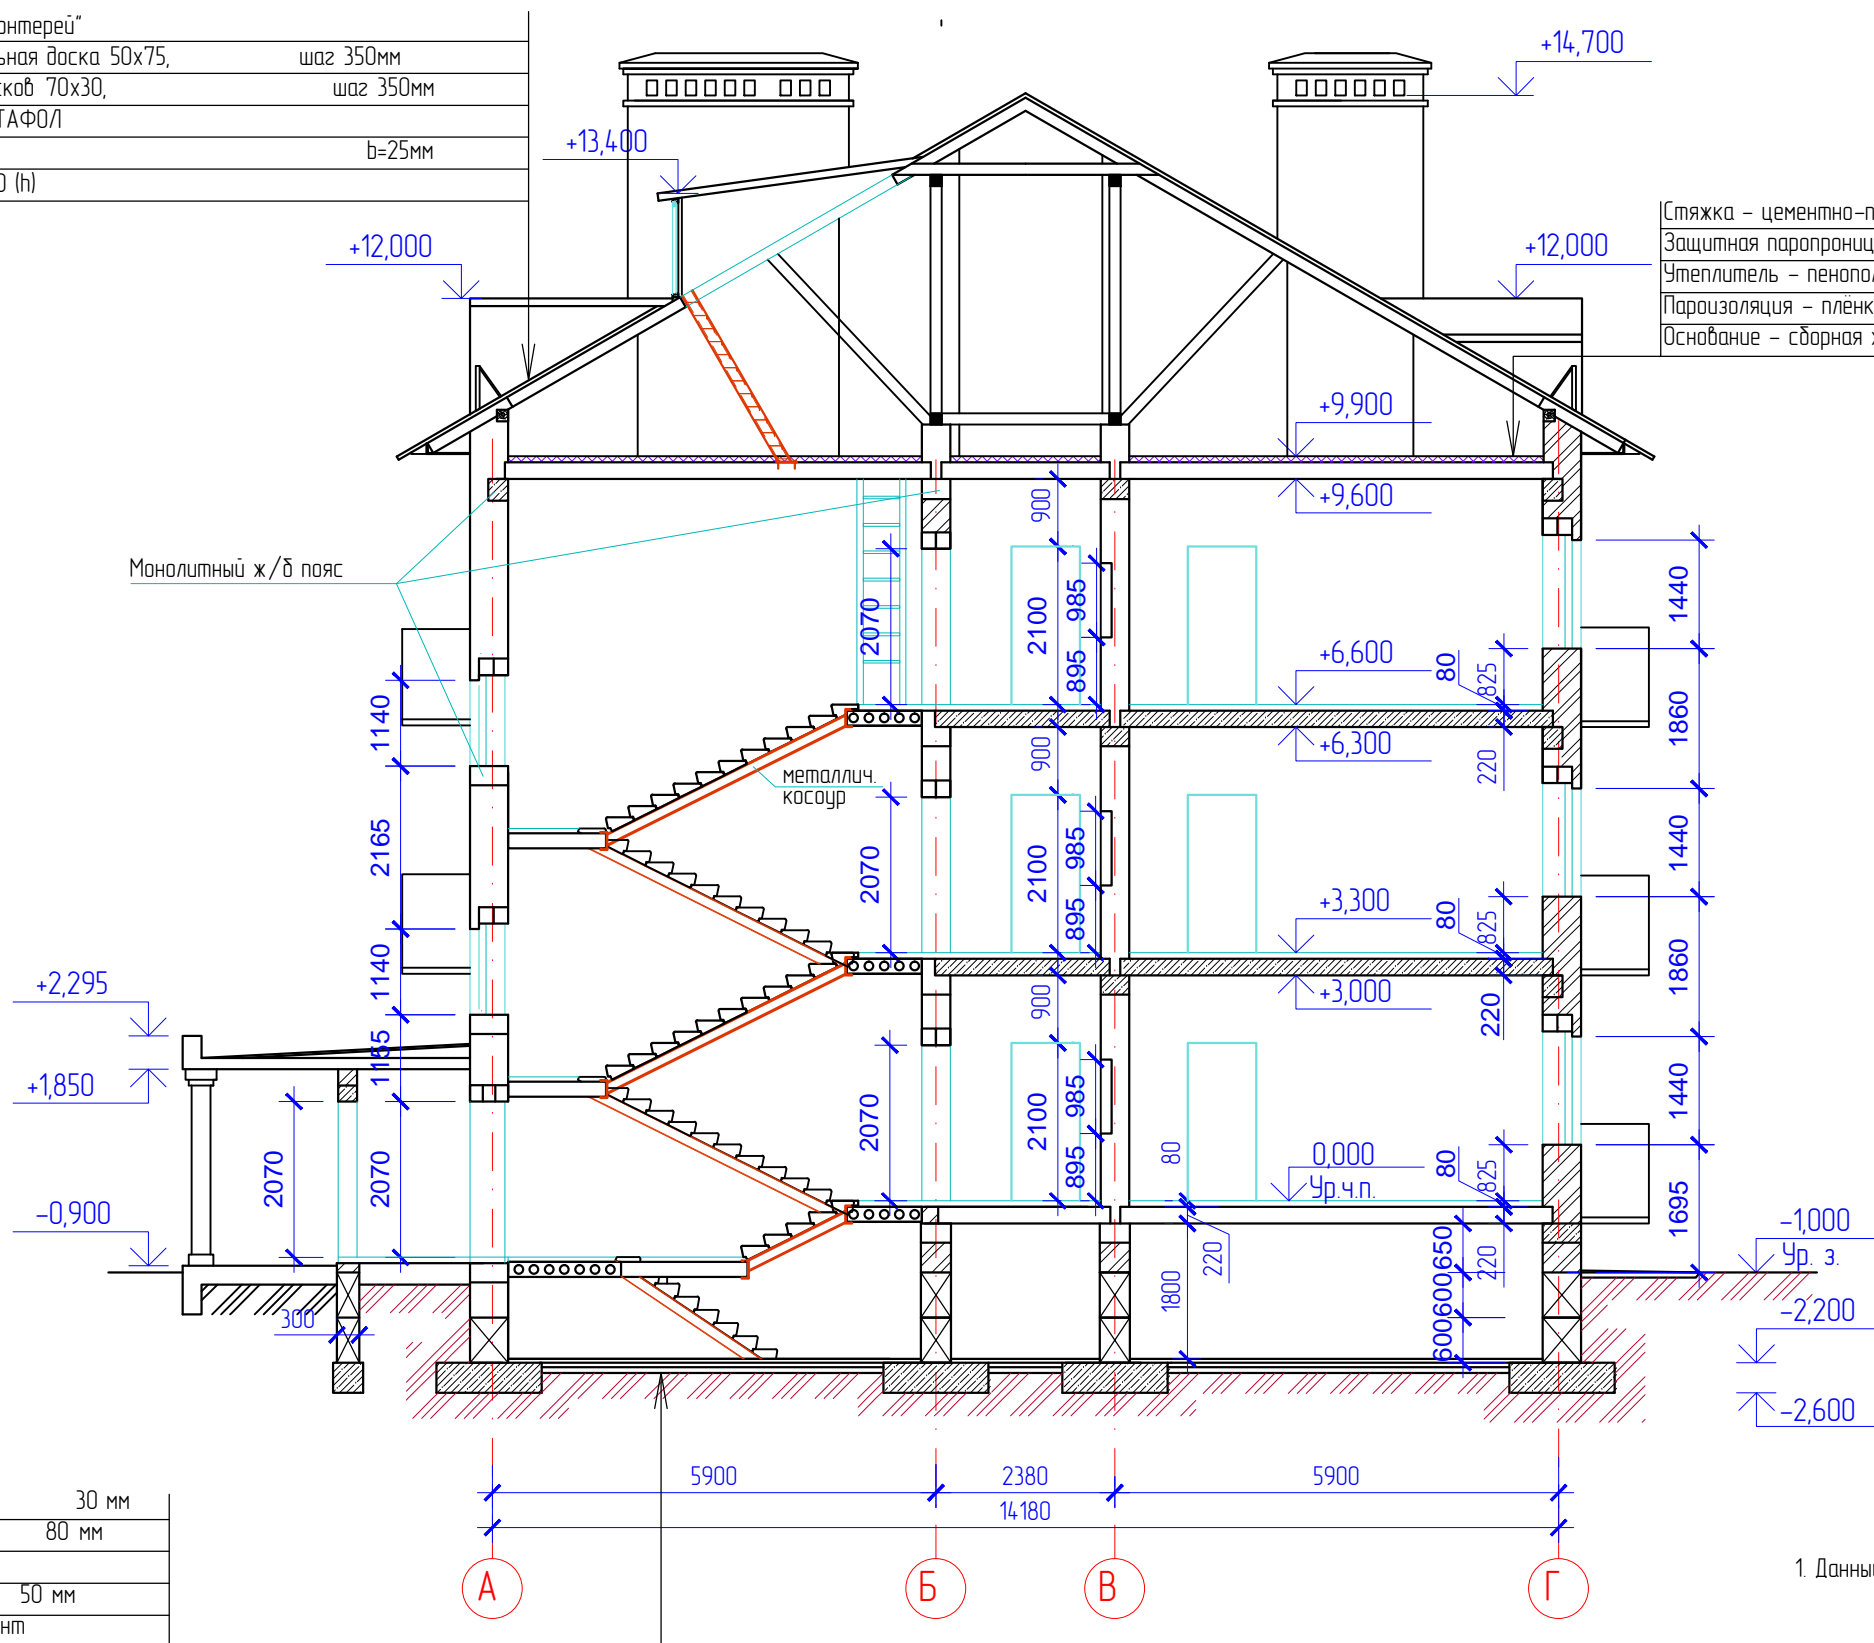 онтерей"
ьная доска 50х75, шаг 350мм
сков 70х30, шаг 350мм
ТАФОЛ
b=25мм
0 (h)
+14,700
+13,400
+12,000
+12,000
Стяжка – цементно-п
Защитная паропрониц
Утеплитель – пенопол
Пароизоляция – плёнк
Основание – сборная ж
+9,900
+9,600
900
Монолитный ж/б пояс
2070
2100
985
895
1440
+6,600
80
825
1140
1860
+6,300
900
220
металлич.
косоур
2165
2070
2100
985
895
1440
+3,300
80
825
1140
1860
+2,295
+3,000
900
220
1155
+1,850
2070
2070
2070
2100
985
895
80
0,000
Ур.ч.п.
80
825
1440
1695
-0,900
-1,000
Ур. з.
220
1800
650
600
600
220
300
-2,200
-2,600
5900
2380
5900
14180
30 мм
80 мм
50 мм
нт
А
Б
В
Г
1. Данны